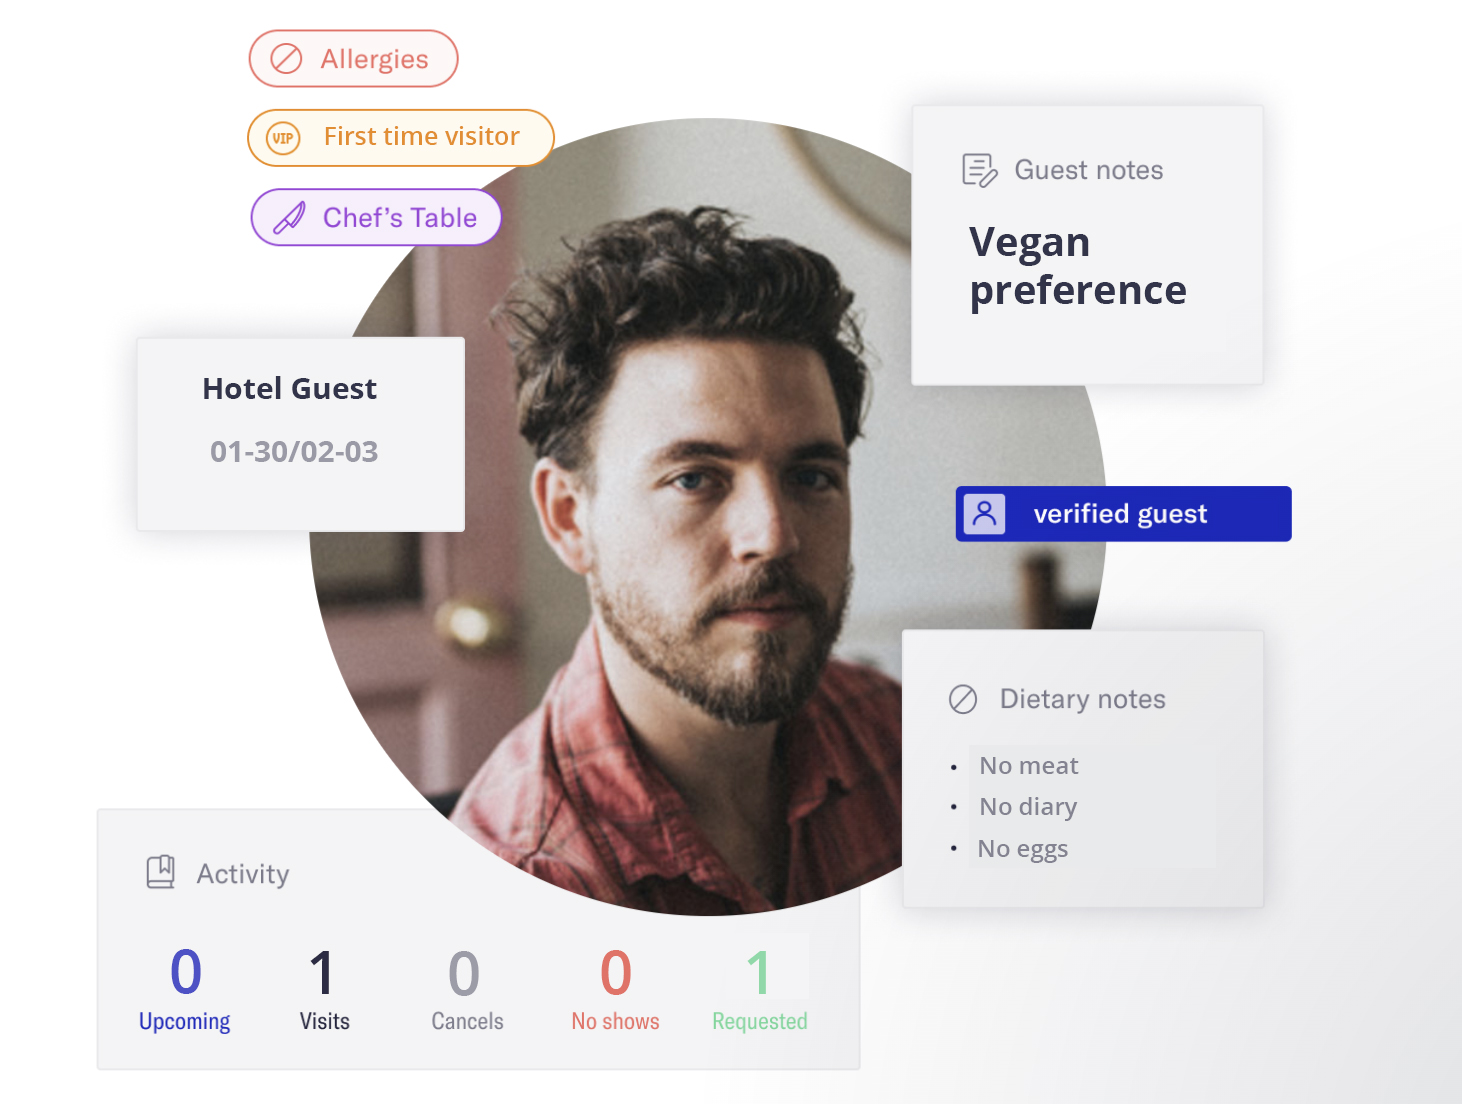 Allergies
VIP First time visitor
Chef's Table
Guest notes
Vegan
preference
Hotel Guest
01-30/02-03
verified guest
Dietary notes
• No meat
• No diary
• No eggs
Activity
0 1 0 0 1
Upcoming Visits Cancels No shows Requested